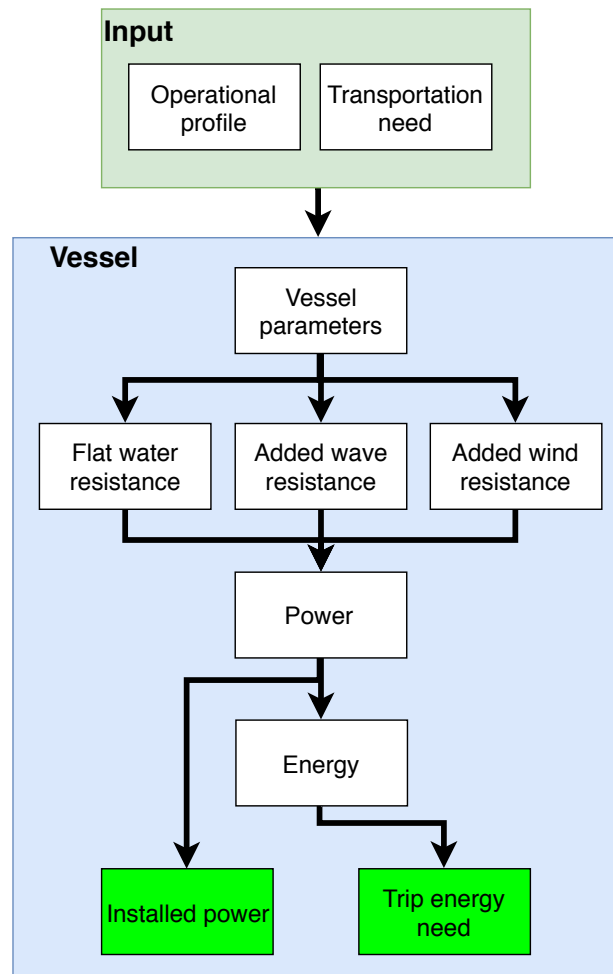 Input
Operational
profile
Transportation
need
Vessel
Vessel
parameters
Flat water
resistance
Added wave
resistance
Added wind
resistance
Power
Energy
Installed power
Trip energy
need